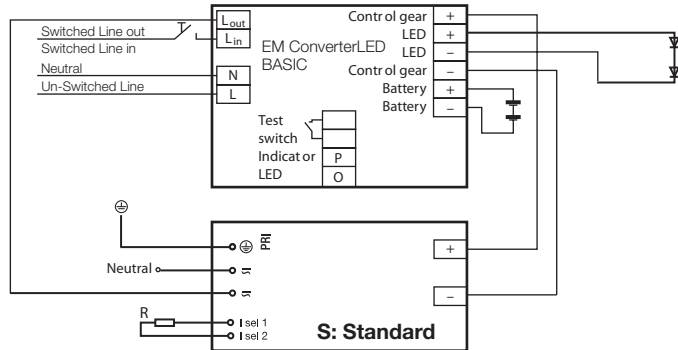 Switched Line out
Switched Line in
Neutral
Un-Switched Line
Lout
Lin
N
L
EM ConverterLED
BASIC
Control gear +
LED +
LED −
Control gear −
Battery +
Battery −
Test
switch
Indicator P
LED O
PRI
Neutral
R
I sel 1
I sel 2
+
−
S: Standard